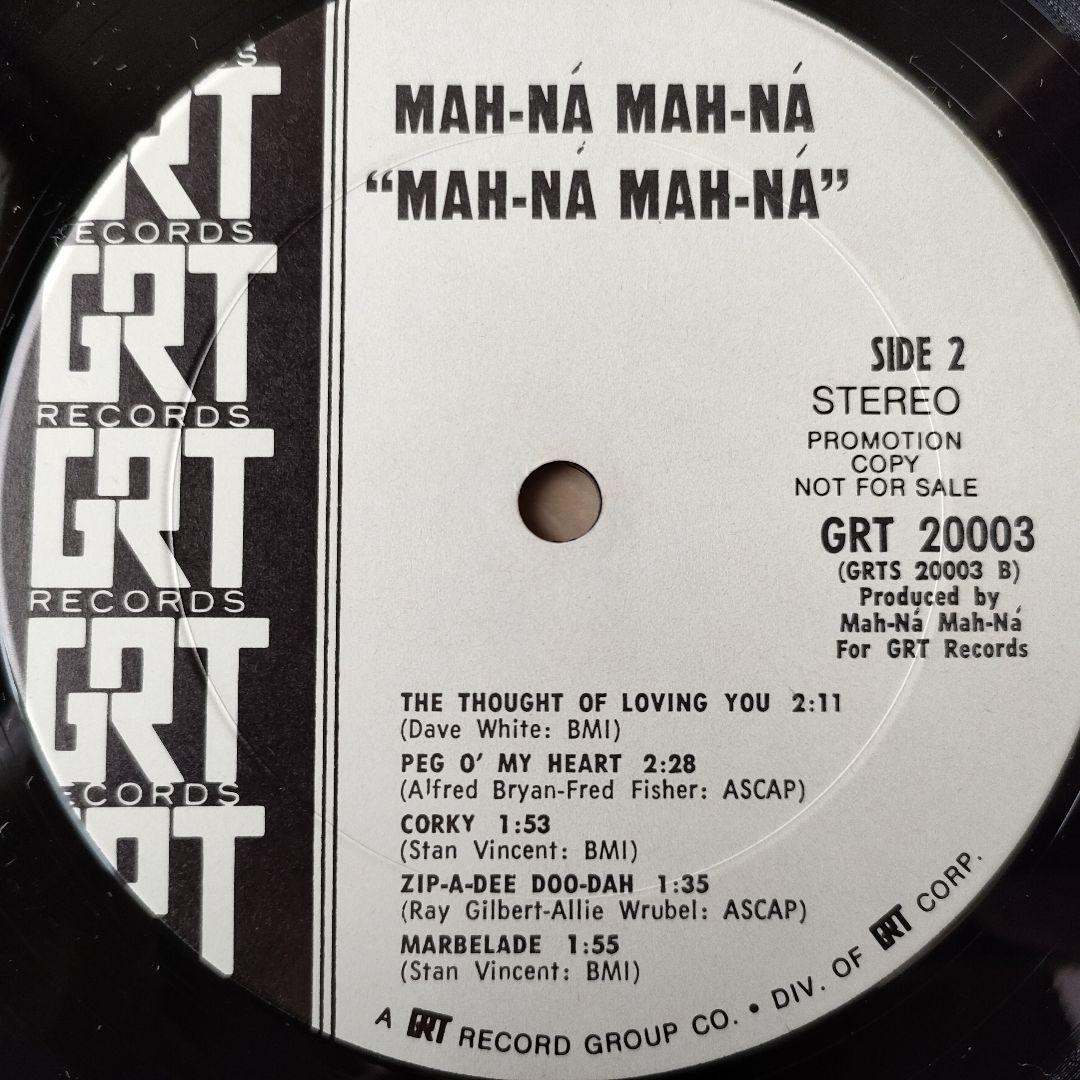 MAH-NÁ MAH-NÁ
“MAH-NÁ MAH-NÁ”
SIDE 2
STEREO
PROMOTION
COPY
NOT FOR SALE
GRT 20003
(GRTS 20003 B)
Produced by
Mah-Ná Mah-Ná
For GRT Records
THE THOUGHT OF LOVING YOU 2:11
(Dave White: BMI)
PEG O' MY HEART 2:28
(Alfred Bryan-Fred Fisher: ASCAP)
CORKY 1:53
(Stan Vincent: BMI)
ZIP-A-DEE DOO-DAH 1:35
(Ray Gilbert-Allie Wrubel: ASCAP)
MARBELADE 1:55
(Stan Vincent: BMI)
A GRT RECORD GROUP CO. • DIV. OF GRT CORP.
S
RT
ECORDS
GRT
RECORDS
GRT
RECORDS
GRT
ECORDS
RT